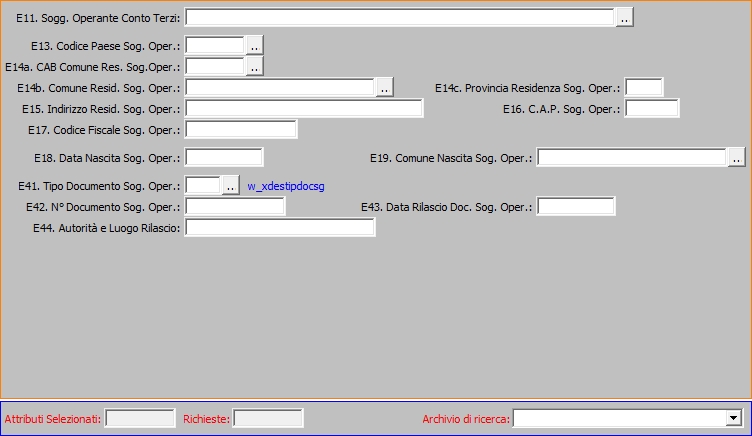 E11. Sogg. Operante Conto Terzi: ..
E13. Codice Paese Sog. Oper.: ..
E14a. CAB Comune Res. Sog.Oper.: ..
E14b. Comune Resid. Sog. Oper.: .. E14c. Provincia Residenza Sog. Oper.:
E15. Indirizzo Resid. Sog. Oper.: E16. C.A.P. Sog. Oper.:
E17. Codice Fiscale Sog. Oper.:
E18. Data Nascita Sog. Oper.: E19. Comune Nascita Sog. Oper.: ..
E41. Tipo Documento Sog. Oper.: .. w_xdestipdocsg
E42. N° Documento Sog. Oper.: E43. Data Rilascio Doc. Sog. Oper.:
E44. Autorità e Luogo Rilascio:
Attributi Selezionati: Richieste: Archivio di ricerca: